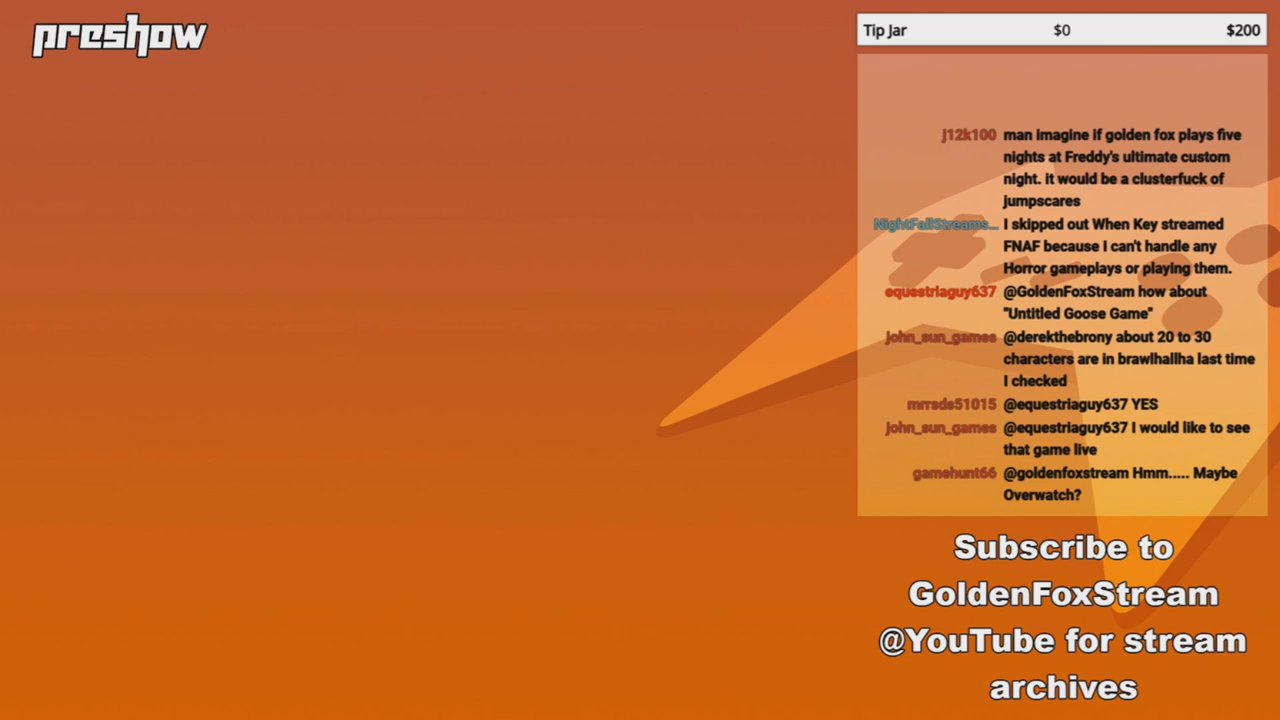 preshow
Tip Jar $0 $200
j12k100 man imagine if golden fox plays five
nights at Freddy's ultimate custom
night. it would be a clusterfuck of
jumpscares
NightFallStreams... I skipped out When Key streamed
FNAF because I can't handle any
Horror gameplays or playing them.
equestriaguy637 @GoldenFoxStream how about
"Untitled Goose Game"
john_sun_games @derekthebrony about 20 to 30
characters are in brawlhallha last time
I checked
mrrsds51015 @equestriaguy637 YES
john_sun_games @equestriaguy637 I would like to see
that game live
gamehunt66 @goldenfoxstream Hmm..... Maybe
Overwatch?
Subscribe to
GoldenFoxStream
@YouTube for stream
archives